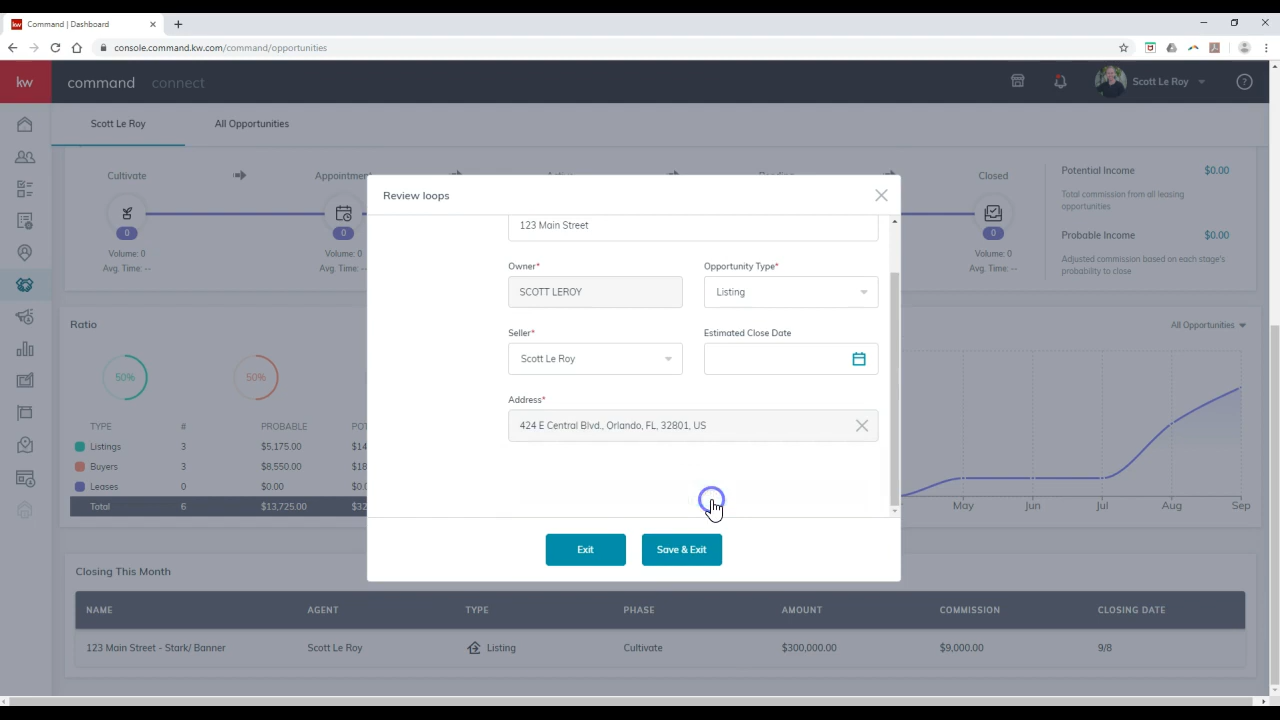 kw Command | Dashboard
console.command.kw.com/command/opportunities
kw command connect Scott Le Roy
Scott Le Roy All Opportunities
Cultivate
0
Volume: 0
Avg. Time: --
0
Volume: 0
Closed
0
Volume: 0
Avg. Time: --
Potential Income $0.00
Total commission from all leasing
opportunities
Probable Income $0.00
Adjusted commission based on each stage's
probability to close
Review loops
123 Main Street
Owner* Opportunity Type*
SCOTT LEROY Listing
Seller* Estimated Close Date
Scott Le Roy
Address*
424 E Central Blvd., Orlando, FL, 32801, US
Exit Save & Exit
Ratio
50% 50%
TYPE # PROBABLE
Listings 3 $5,175.00
Buyers 3 $8,550.00
Leases 0 $0.00
Total 6 $13,725.00
All Opportunities
May Jun Jul Aug Sep
Closing This Month
NAME AGENT TYPE PHASE AMOUNT COMMISSION CLOSING DATE
123 Main Street - Stark/ Banner Scott Le Roy Listing Cultivate $300,000.00 $9,000.00 9/8